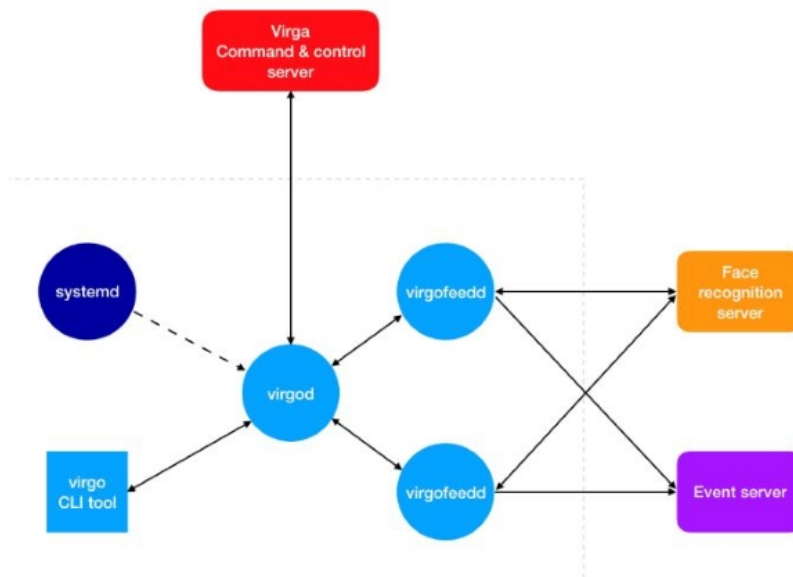 Virga
Command & control
server
systemd
virgofeedd
Face
recognition
server
virgod
virgo
CLI tool
virgofeedd
Event server